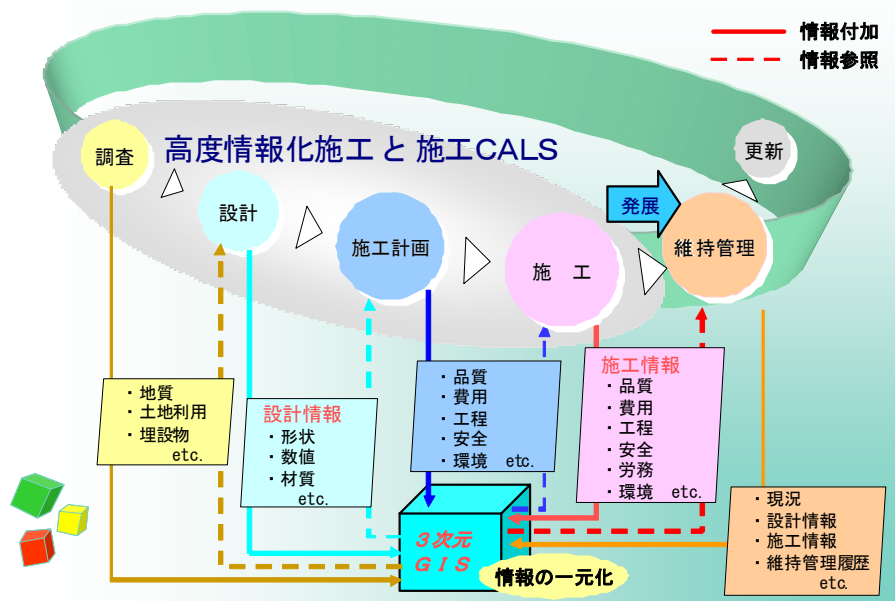 情報付加
情報参照
高度情報化施工 と 施工CALS
調査
設計
施工計画
施　工
発展
維持管理
更新
・地質
・土地利用
・埋設物
etc.
設計情報
・形状
・数値
・材質
etc.
・品質
・費用
・工程
・安全
・環境　etc.
施工情報
・品質
・費用
・工程
・安全
・労務
・環境　etc.
・現況
・設計情報
・施工情報
・維持管理履歴
etc.
３次元
ＧＩＳ
情報の一元化